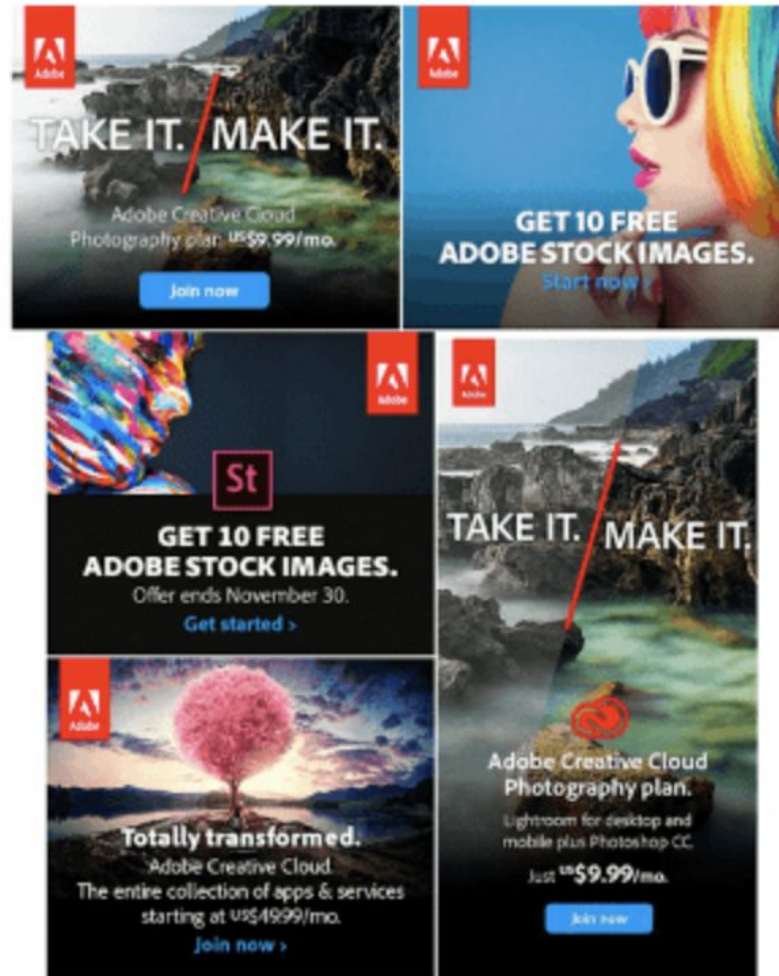 Adobe
TAKE IT. MAKE IT.
Adobe Creative Cloud
Photography plan US$9.99/mo.
Join now
Adobe
GET 10 FREE
ADOBE STOCK IMAGES.
Start now >
Adobe
St
GET 10 FREE
ADOBE STOCK IMAGES.
Offer ends November 30.
Get started >
Adobe
TAKE IT. MAKE IT.
Adobe Creative Cloud
Photography plan.
Lightroom for desktop and
mobile plus Photoshop CC.
Just US$9.99/mo.
Join now
Adobe
Totally transformed.
Adobe Creative Cloud.
The entire collection of apps & services
starting at US$49.99/mo.
Join now >